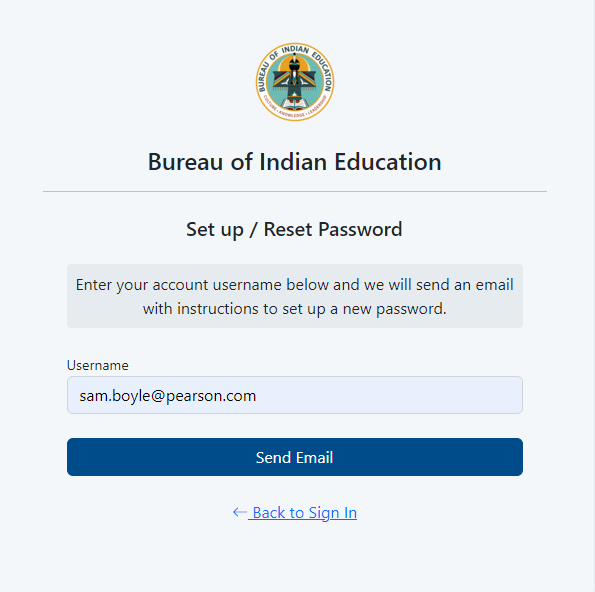 BUREAU OF INDIAN EDUCATION
CULTURE • KNOWLEDGE • LEADERSHIP
Bureau of Indian Education
Set up / Reset Password
Enter your account username below and we will send an email
with instructions to set up a new password.
Username
sam.boyle@pearson.com
Send Email
← Back to Sign In